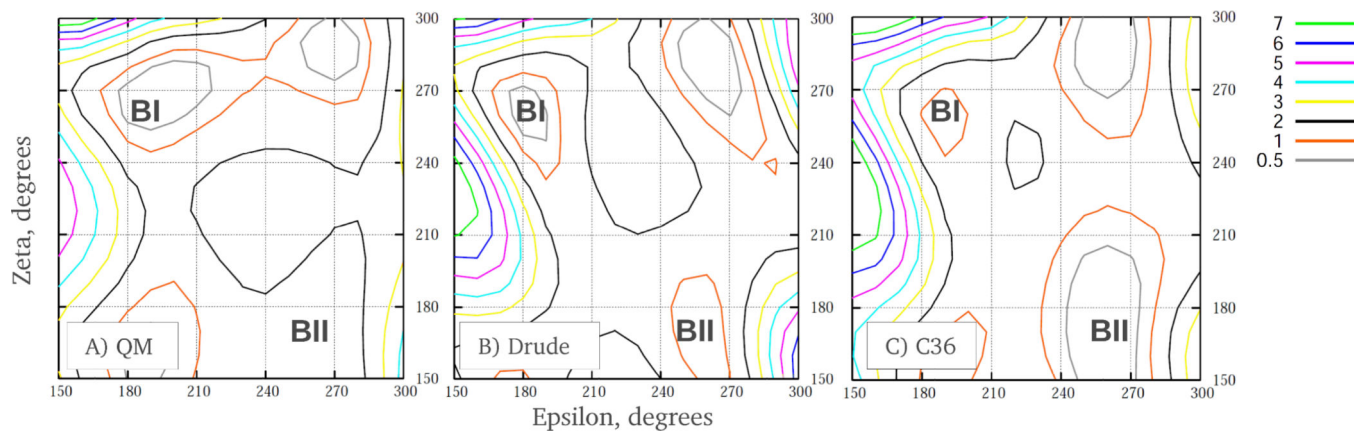 300 300 300 7
6
5
270 270 270 4
BI BI BI 3
2
240 240 240 1
0.5
Zeta, degrees
210 210 210
180 180 180
BII BII BII
A) QM B) Drude C) C36
150 150 150
150 180 210 240 270 300 150 180 210 240 270 300 150 180 210 240 270 300
Epsilon, degrees